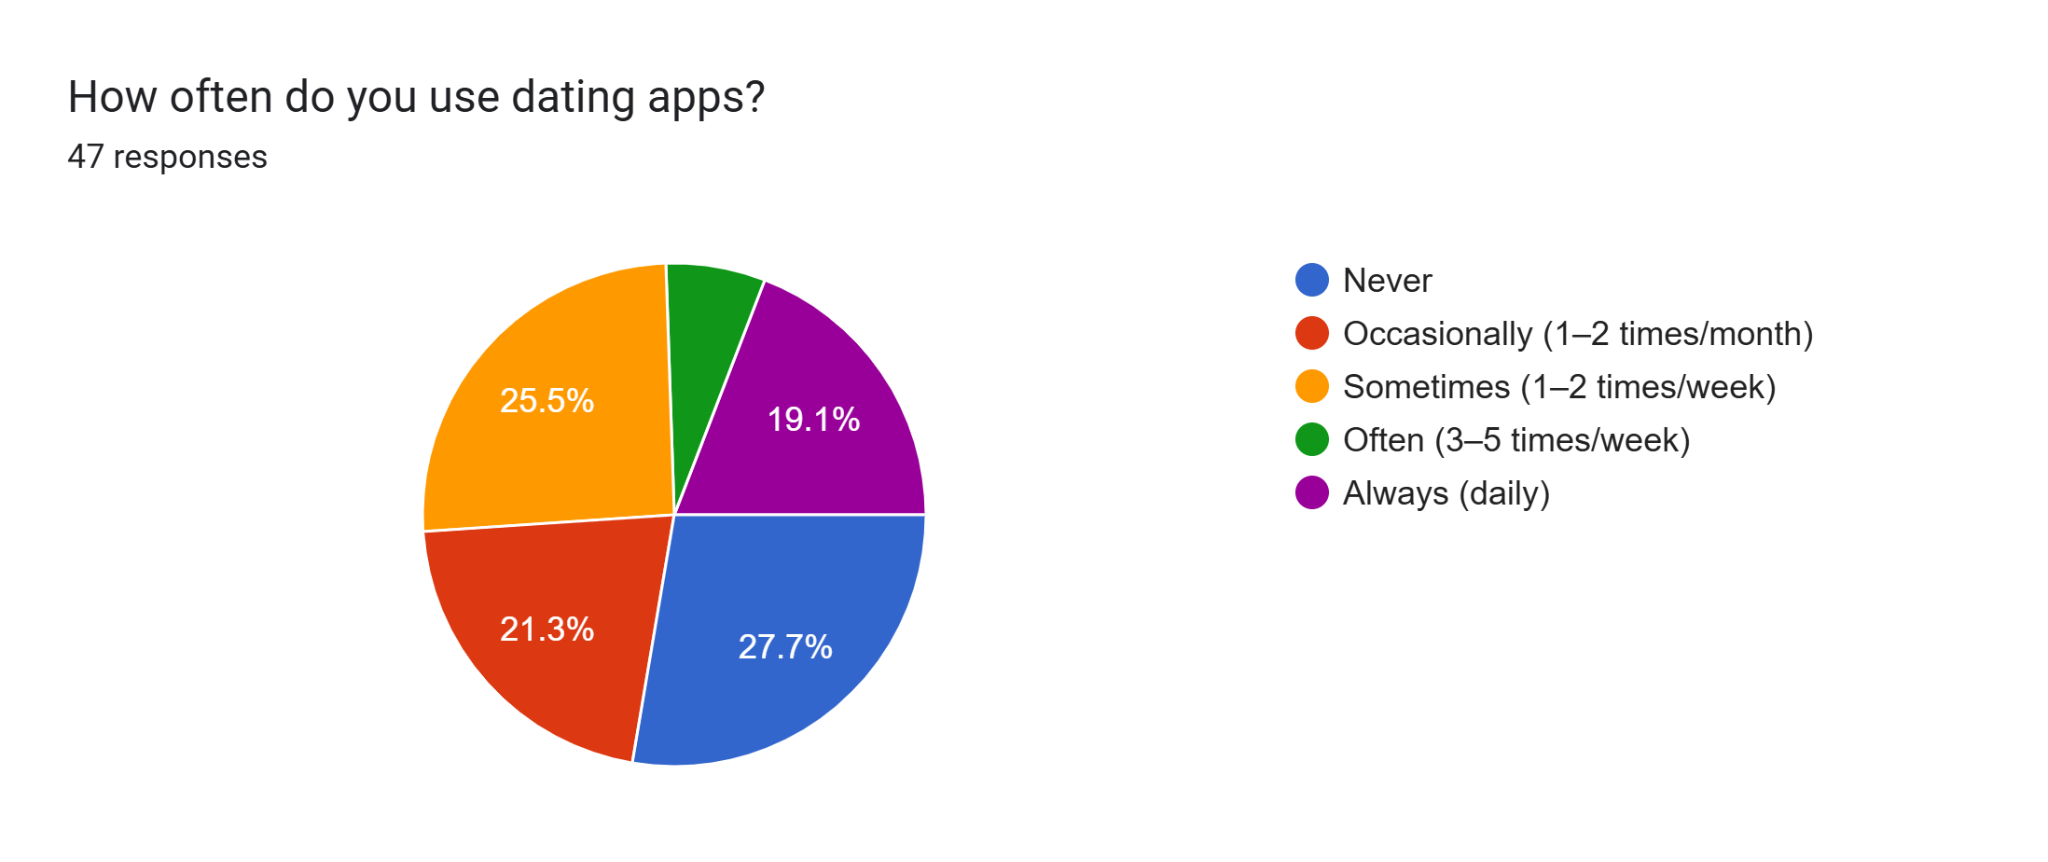 How often do you use dating apps?
47 responses
25.5%
19.1%
21.3%
27.7%
Never
Occasionally (1–2 times/month)
Sometimes (1–2 times/week)
Often (3–5 times/week)
Always (daily)